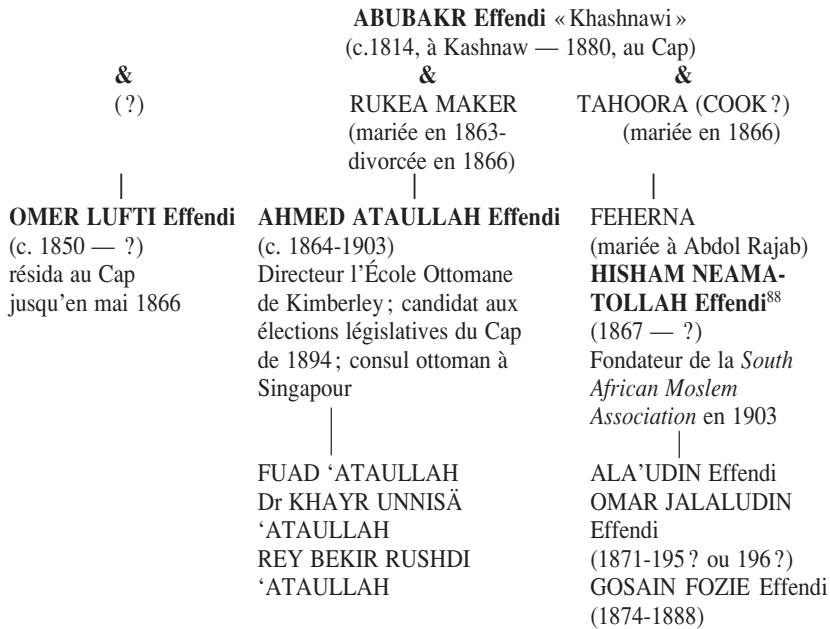 ABUBAKR Effendi « Khashnawi »
(c.1814, à Kashnaw — 1880, au Cap)
&
(?)
&
RUKEA MAKER
(mariée en 1863-
divorcée en 1866)
&
TAHOORA (COOK ?)
(mariée en 1866)
OMER LUFTI Effendi
(c. 1850 — ?)
résida au Cap
jusqu'en mai 1866
AHMED ATAULLAH Effendi
(c. 1864-1903)
Directeur l'École Ottomane
de Kimberley ; candidat aux
élections législatives du Cap
de 1894 ; consul ottoman à
Singapour
FUAD ‘ATAULLAH
Dr KHAYR UNNISÄ
‘ATAULLAH
REY BEKIR RUSHDI
‘ATAULLAH
FEHERNA
(mariée à Abdol Rajab)
HISHAM NEAMA-
TOLLAH Effendi88
(1867 — ?)
Fondateur de la South
African Moslem
Association en 1903
ALA’UDIN Effendi
OMAR JALALUDIN
Effendi
(1871-195 ? ou 196 ?)
GOSAIN FOZIE Effendi
(1874-1888)